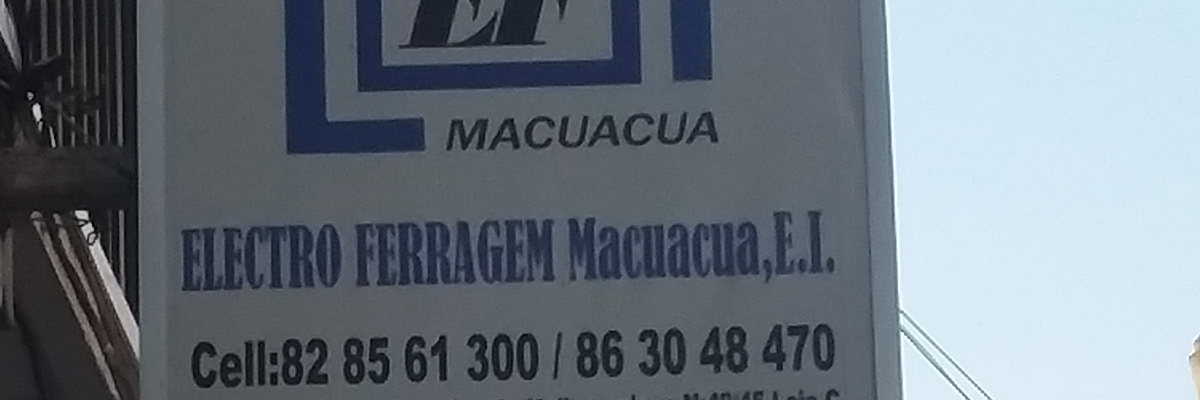 EF
MACUACUA
ELECTRO FERRAGEM Macuacua,E.I.
Cell:82 85 61 300 / 86 30 48 470